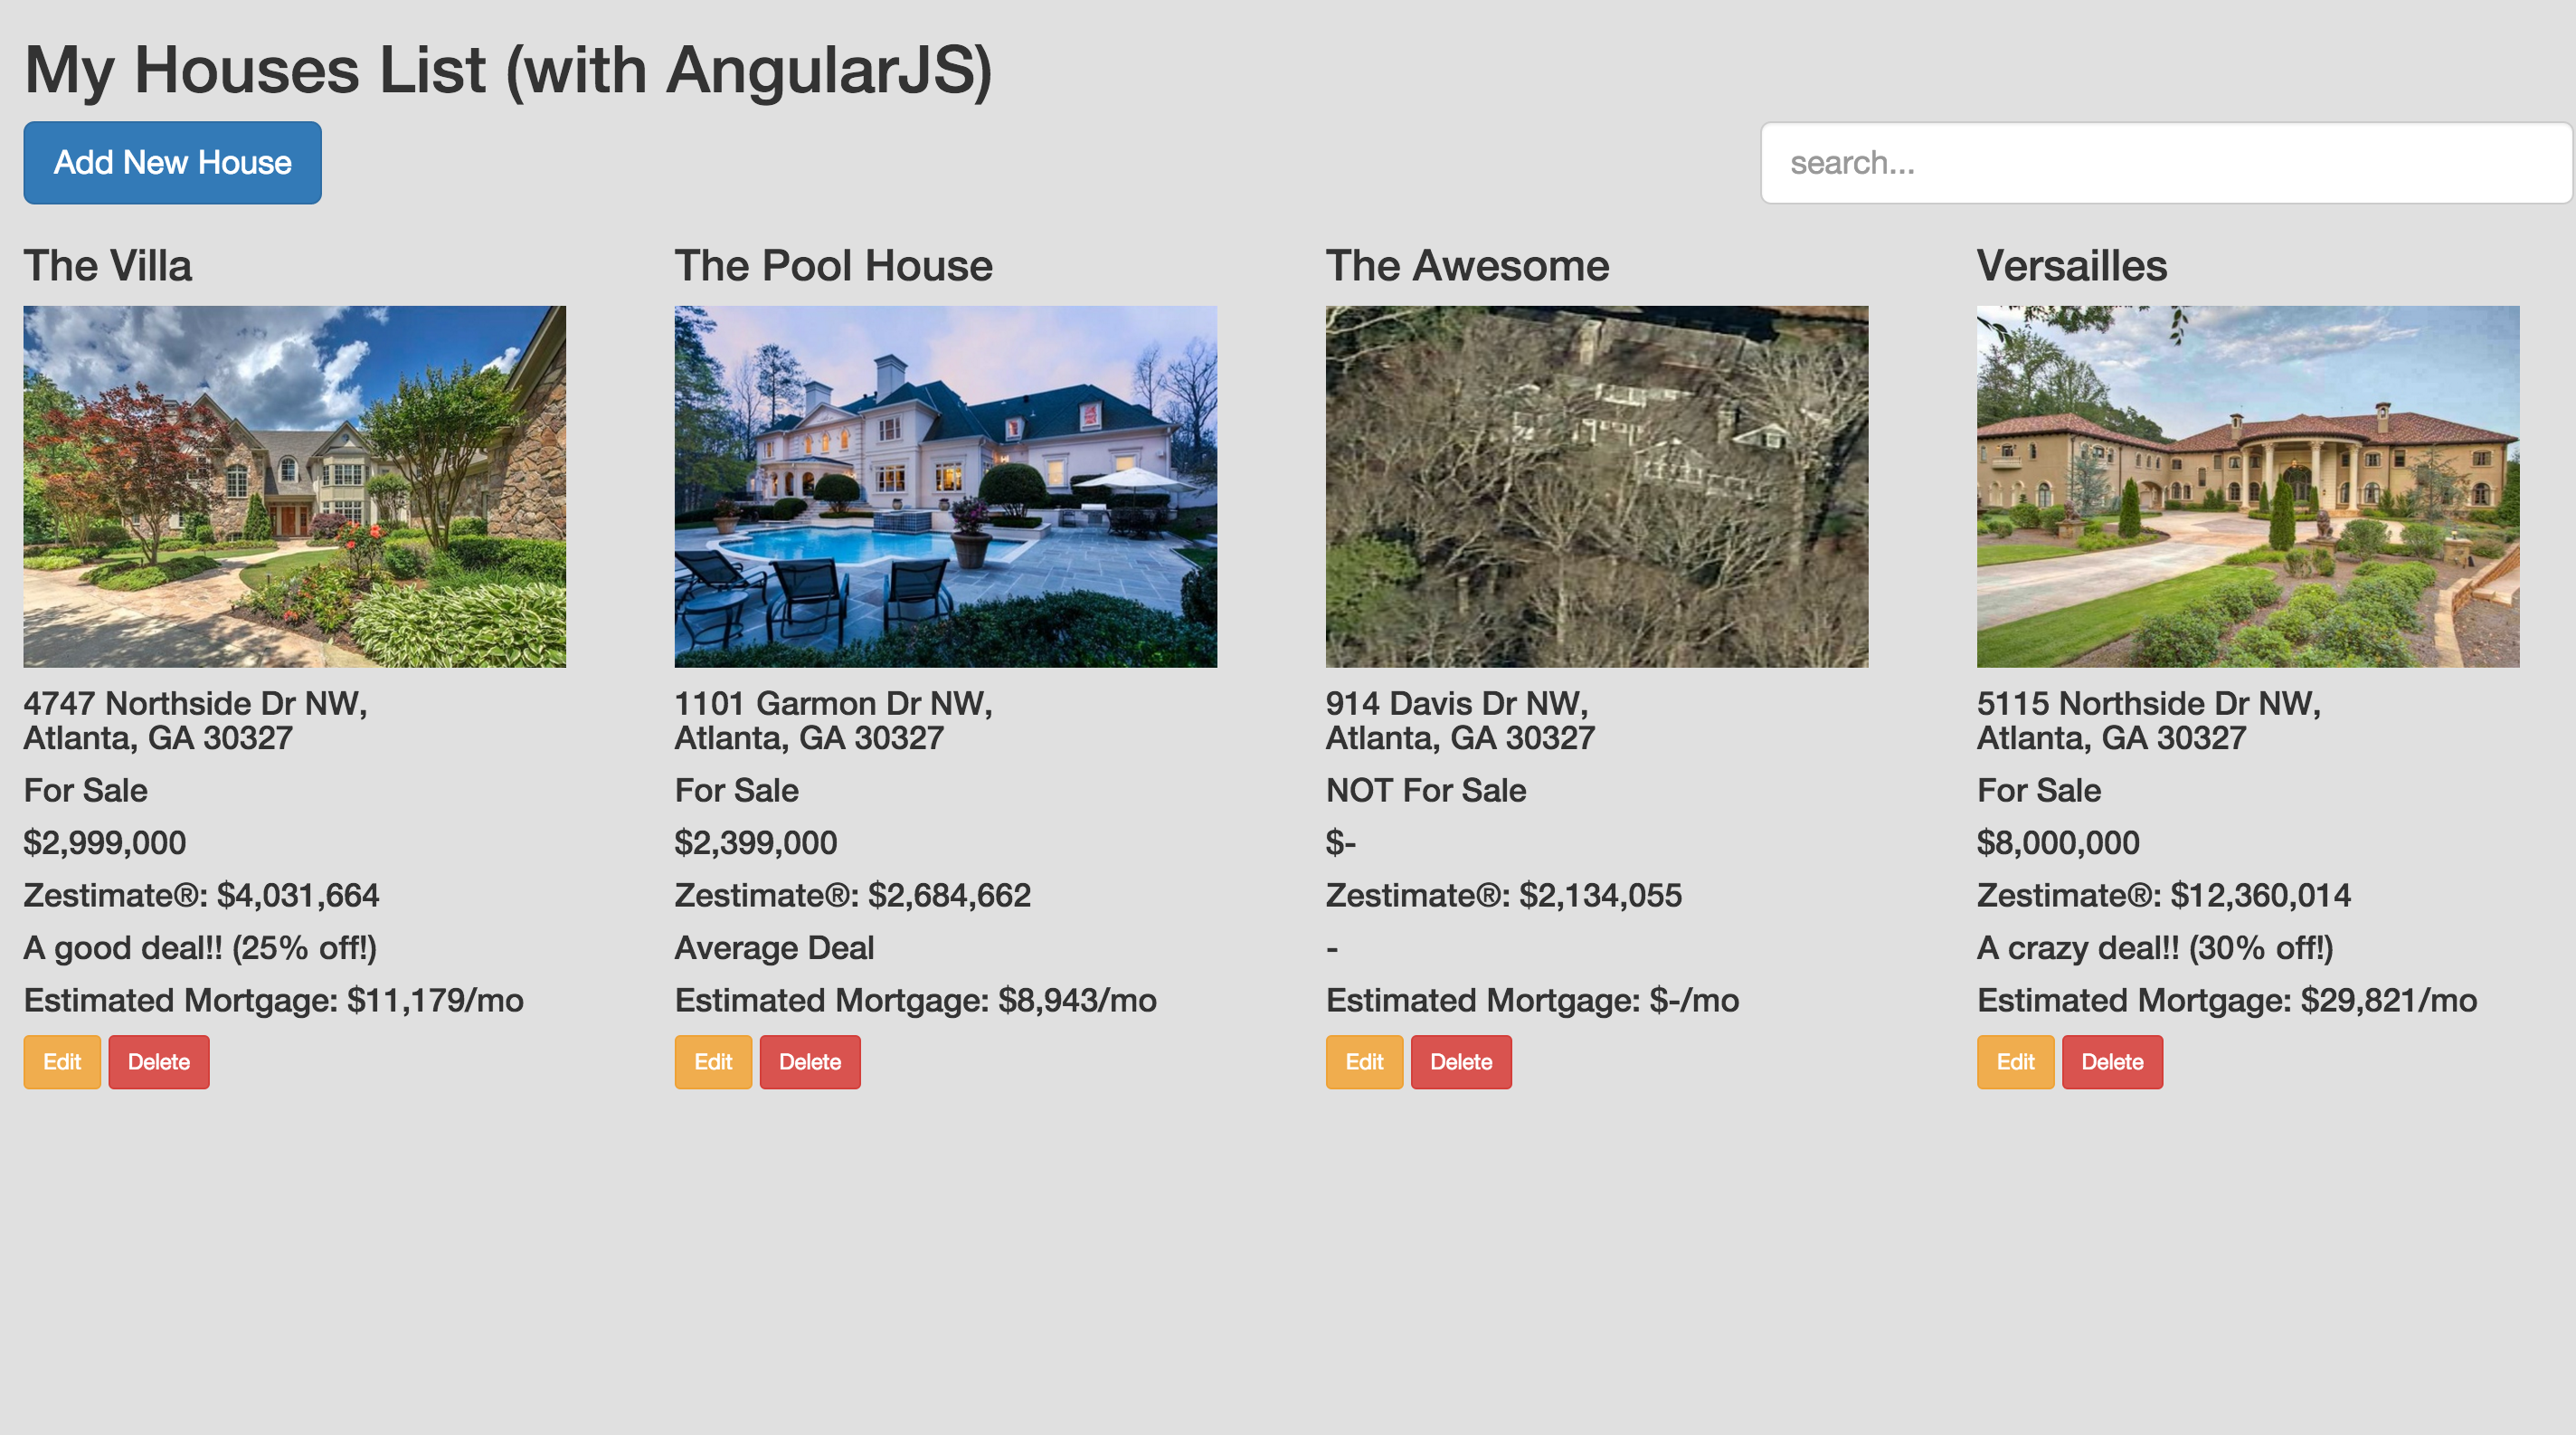 My Houses List (with AngularJS)
Add New House
search...
The Villa
4747 Northside Dr NW,
Atlanta, GA 30327
For Sale
$2,999,000
Zestimate®: $4,031,664
A good deal!! (25% off!)
Estimated Mortgage: $11,179/mo
Edit Delete
The Pool House
1101 Garmon Dr NW,
Atlanta, GA 30327
For Sale
$2,399,000
Zestimate®: $2,684,662
Average Deal
Estimated Mortgage: $8,943/mo
Edit Delete
The Awesome
914 Davis Dr NW,
Atlanta, GA 30327
NOT For Sale
$-
Zestimate®: $2,134,055
-
Estimated Mortgage: $-/mo
Edit Delete
Versailles
5115 Northside Dr NW,
Atlanta, GA 30327
For Sale
$8,000,000
Zestimate®: $12,360,014
A crazy deal!! (30% off!)
Estimated Mortgage: $29,821/mo
Edit Delete